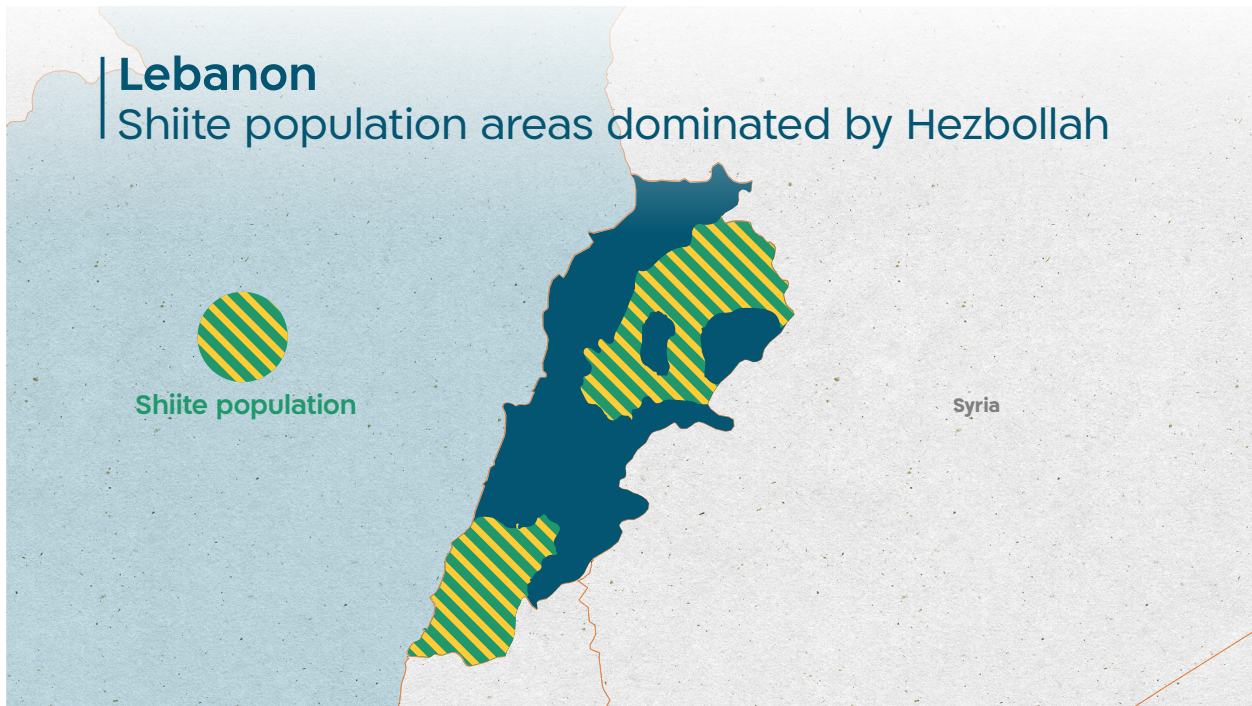 Lebanon
Shiite population areas dominated by Hezbollah
Shiite population
Syria